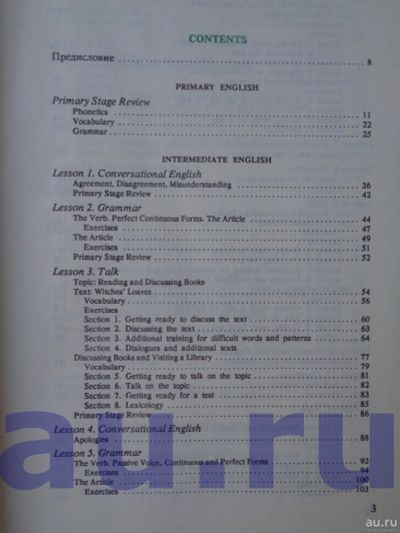 CONTENTS
Предисловие 8
PRIMARY ENGLISH
Primary Stage Review
Phonetics 11
Vocabulary 22
Grammar 25
INTERMEDIATE ENGLISH
Lesson 1. Conversational English
Agreement, Disagreement, Misunderstanding 36
Primary Stage Review 42
Lesson 2. Grammar
The Verb. Perfect Continuous Forms. The Article 44
Exercises 47
The Article 49
Exercises 51
Primary Stage Review 52
Lesson 3. Talk
Topic: Reading and Discussing Books
Text: Witches' Loaves 54
Vocabulary 56
Exercises
Section 1. Getting ready to discuss the text 60
Section 2. Discussing the text 63
Section 3. Additional training for difficult words and patterns 64
Section 4. Dialogues and additional texts
Discussing Books and Visiting a Library 77
Vocabulary 79
Section 5. Getting ready to talk on the topic 81
Section 6. Talk on the topic 82
Section 7. Getting ready for a test 83
Section 8. Lexicology 85
Primary Stage Review 86
Lesson 4. Conversational English
Apologies 88
Lesson 5. Grammar
The Verb. Passive Voice. Continuous and Perfect Forms 92
Exercises 94
The Article 100
Exercises 103
3
au.ru
au.ru